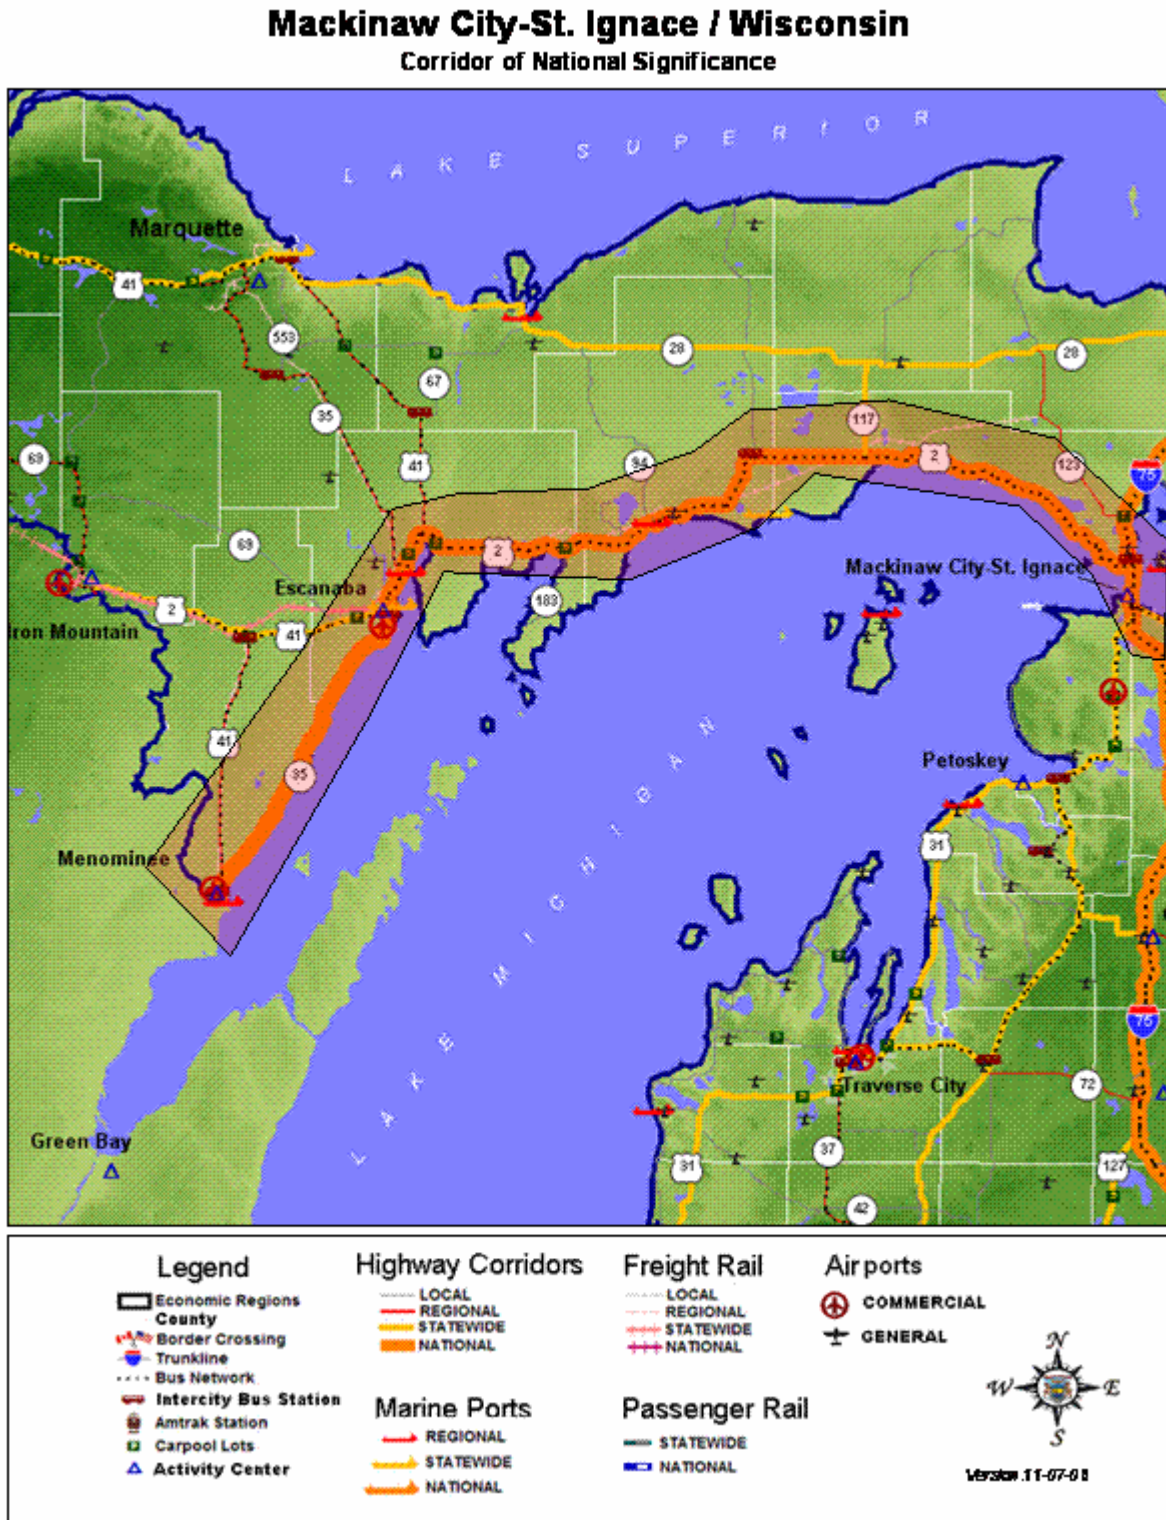 Mackinaw City-St. Ignace / Wisconsin
Corridor of National Significance
LAKE SUPERIOR
Marquette
41
553
28
28
67
35
117
69
41
94
2
123
75
69
2
Mackinaw City-St. Ignace
Escanaba
183
2
41
Iron Mountain
41
35
Petoskey
31
Menominee
LAKE MICHIGAN
75
Traverse City
72
Green Bay
37
31
127
42
Legend
Economic Regions
County
Border Crossing
Trunkline
Bus Network
Intercity Bus Station
Amtrak Station
Carpool Lots
Activity Center
Highway Corridors
LOCAL
REGIONAL
STATEWIDE
NATIONAL
Marine Ports
REGIONAL
STATEWIDE
NATIONAL
Freight Rail
LOCAL
REGIONAL
STATEWIDE
NATIONAL
Passenger Rail
STATEWIDE
NATIONAL
Airports
COMMERCIAL
GENERAL
N
W E
S
Version 11-07-08